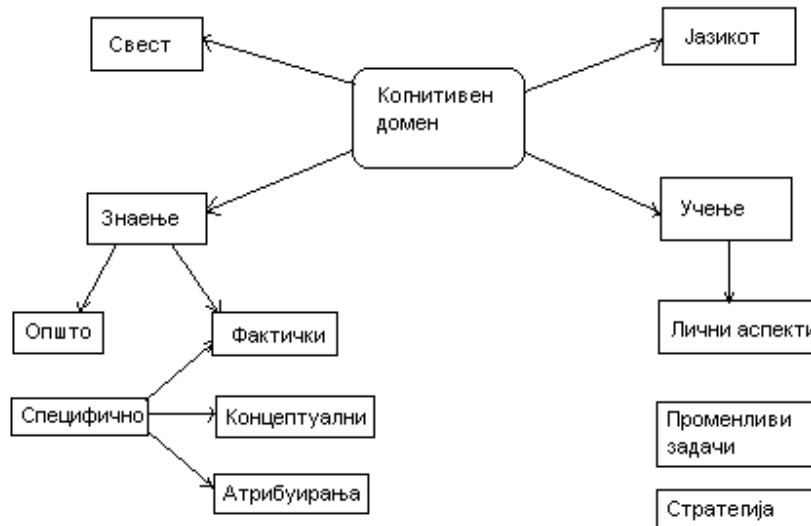 Свест
Јазикот
Когнитивен
домен
Знаење
Учење
Општо
Фактички
Лични аспекти
Специфично
Концептуални
Променливи
задачи
Атрибуирања
Стратегија